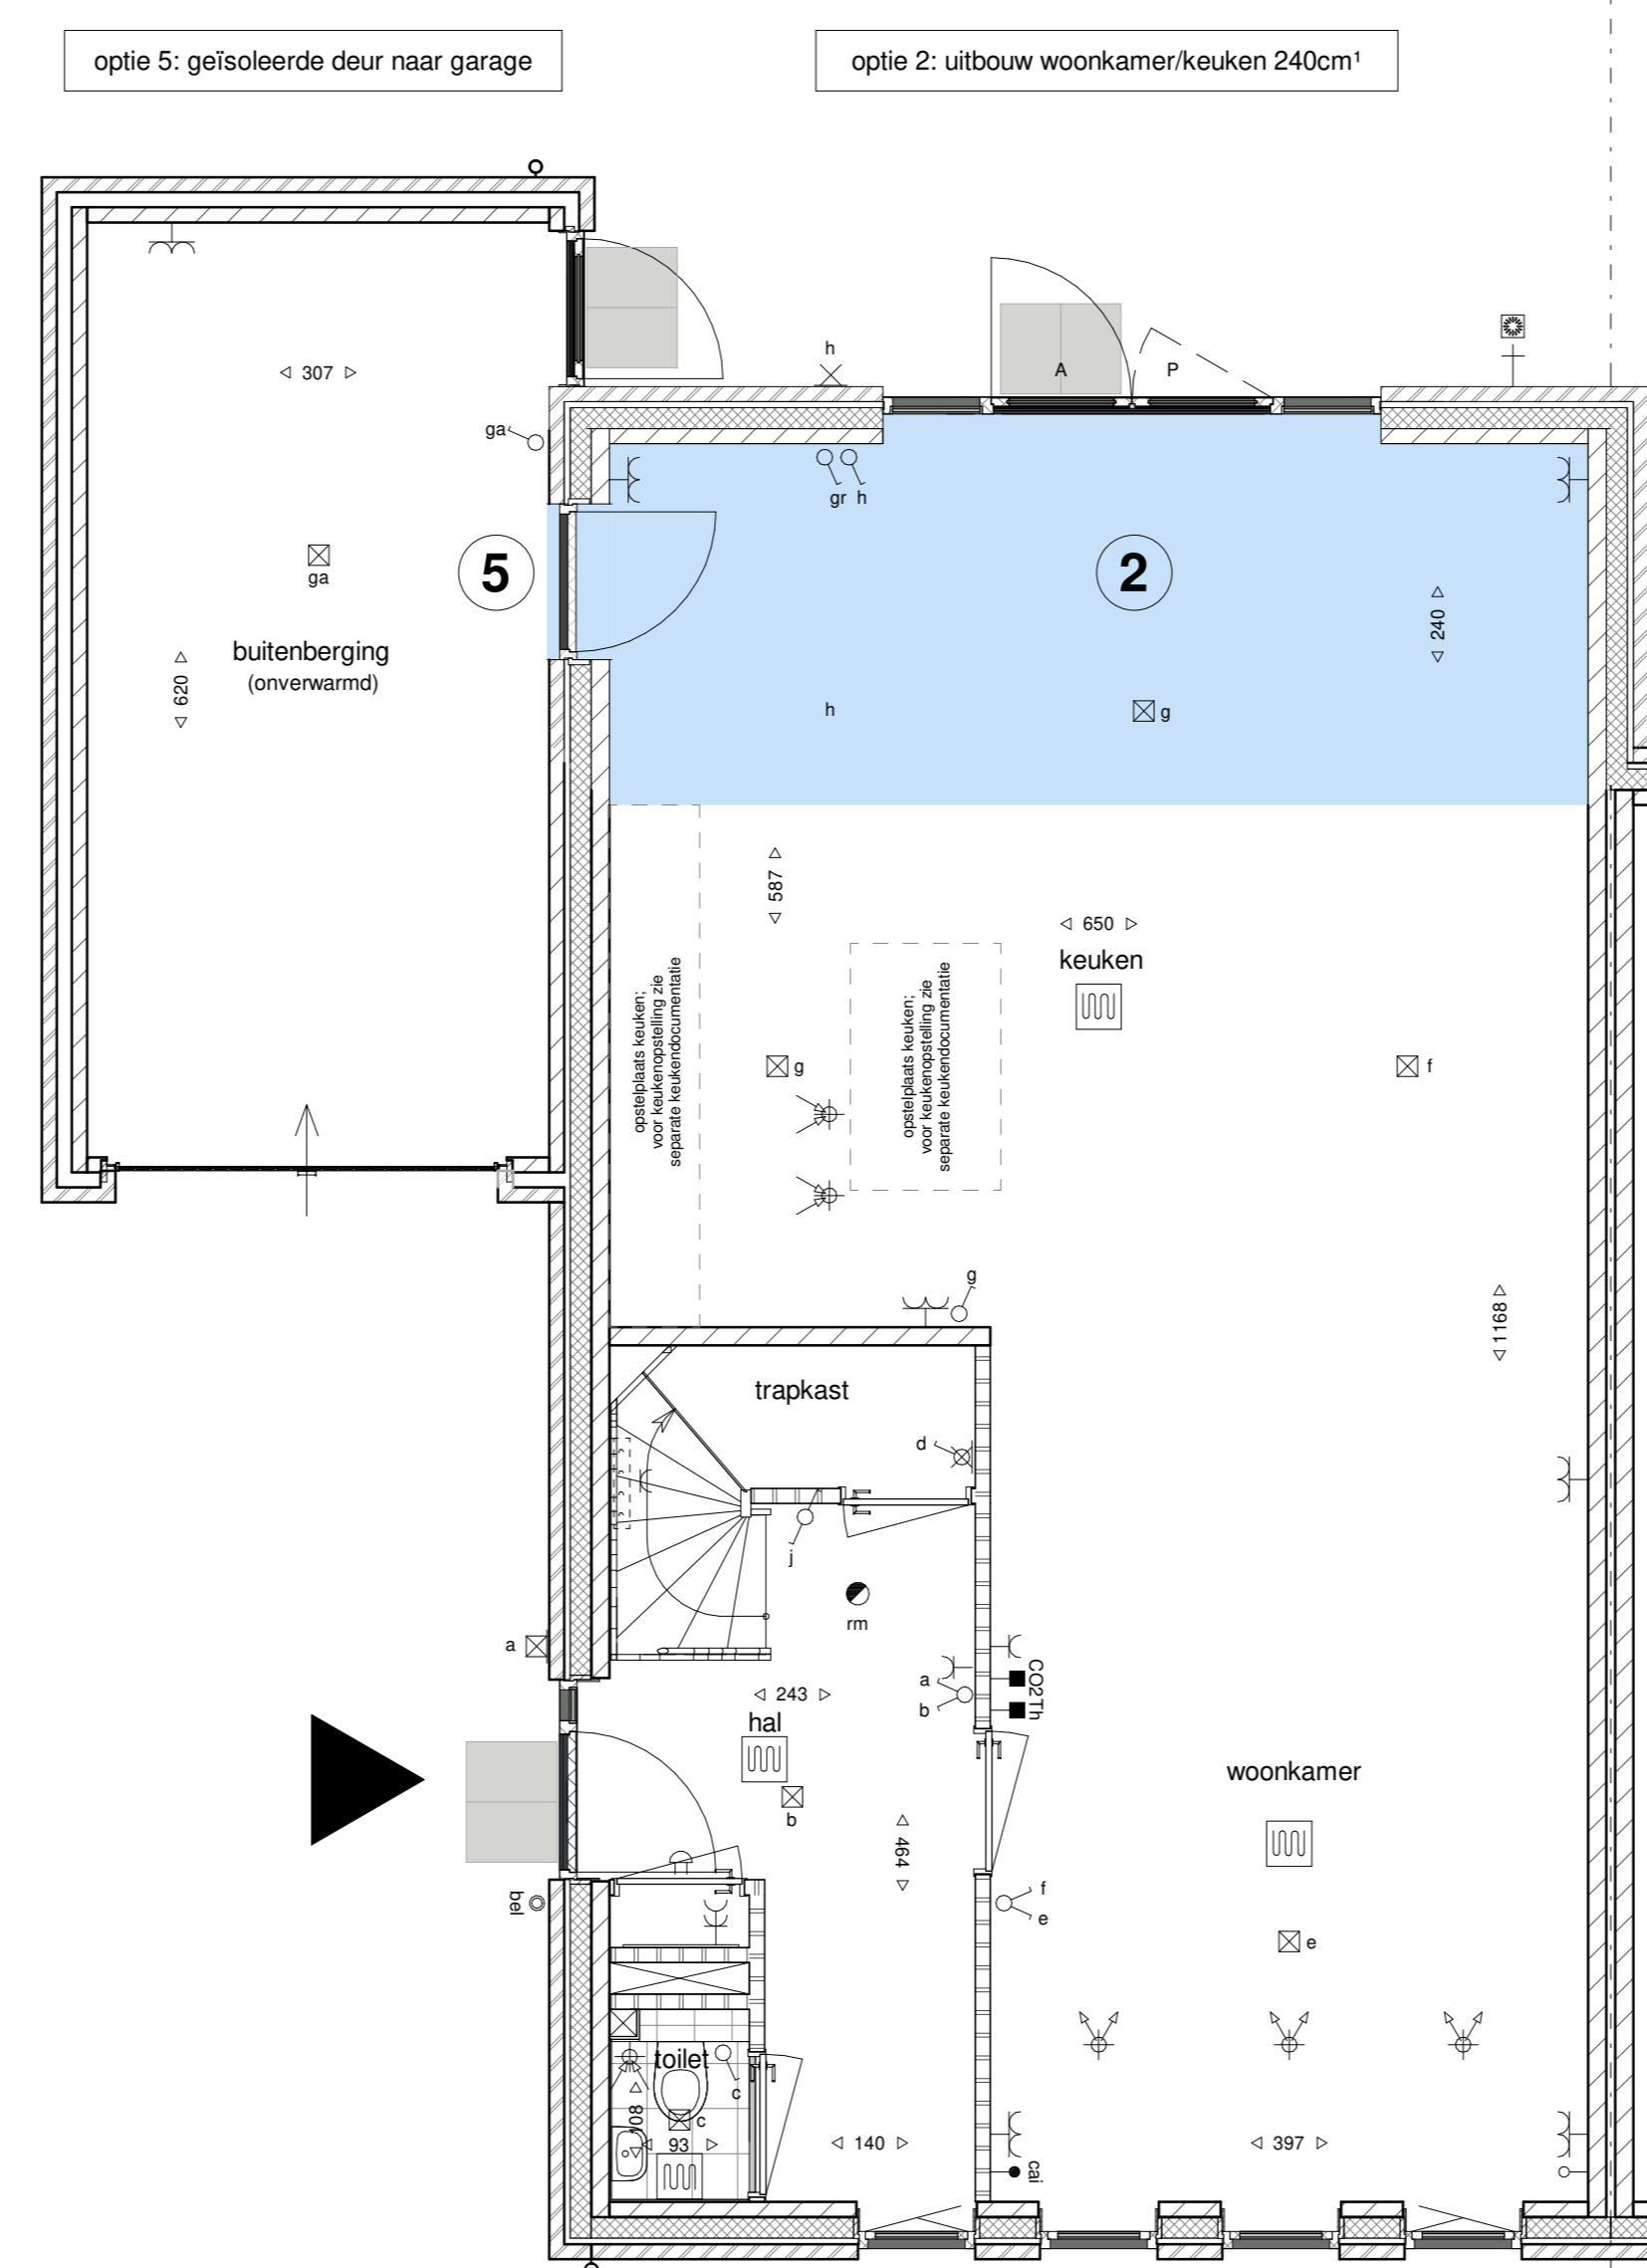 optie 5: geïsoleerde deur naar garage
optie 2: uitbouw woonkamer/keuken 240cm¹
h
A
P
307
ga
gr h
ga
5
2
240
buitenberging
(onverwarmd)
620
h
g
587
650
keuken
opstelplaats keuken;
voor keukenopstelling zie
separate keukendocumentatie
opstelplaats keuken;
voor keukenopstelling zie
separate keukendocumentatie
g
f
g
1168
trapkast
d
j
rm
a
a
b
CO2Th
243
hal
b
woonkamer
464
bel
f
e
e
toilet
c
c
108
93
140
397
cai